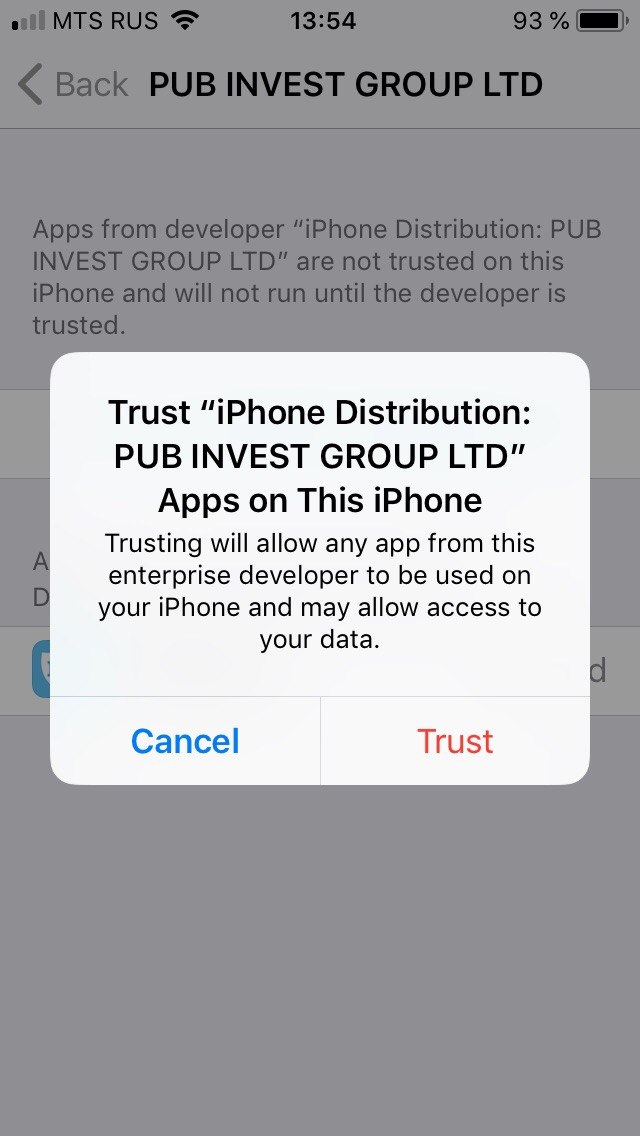 MTS RUS 13:54 93 %
Back PUB INVEST GROUP LTD
Apps from developer “iPhone Distribution: PUB
INVEST GROUP LTD” are not trusted on this
iPhone and will not run until the developer is
trusted.
Trust “iPhone Distribution:
PUB INVEST GROUP LTD”
Apps on This iPhone
Trusting will allow any app from this
enterprise developer to be used on
your iPhone and may allow access to
your data.
Cancel Trust